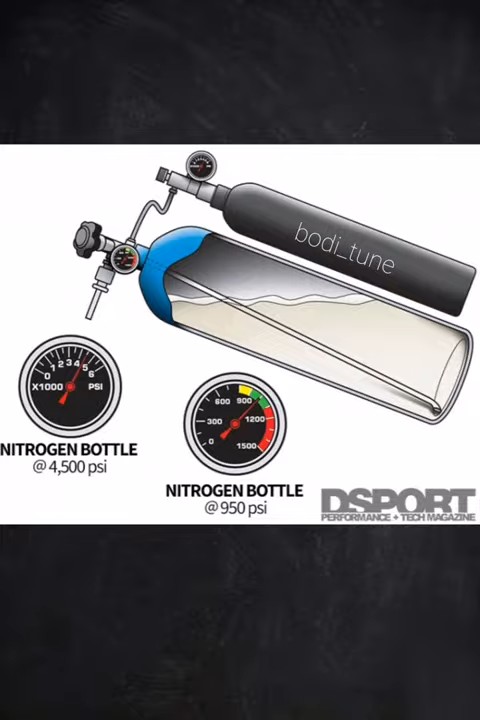 bodi_tune
0 1 2 3 4 5 6
X1000 PSI
NITROGEN BOTTLE
@ 4,500 psi
0 300 600 900 1200 1500
NITROGEN BOTTLE
@ 950 psi
DSPORT
PERFORMANCE + TECH MAGAZINE